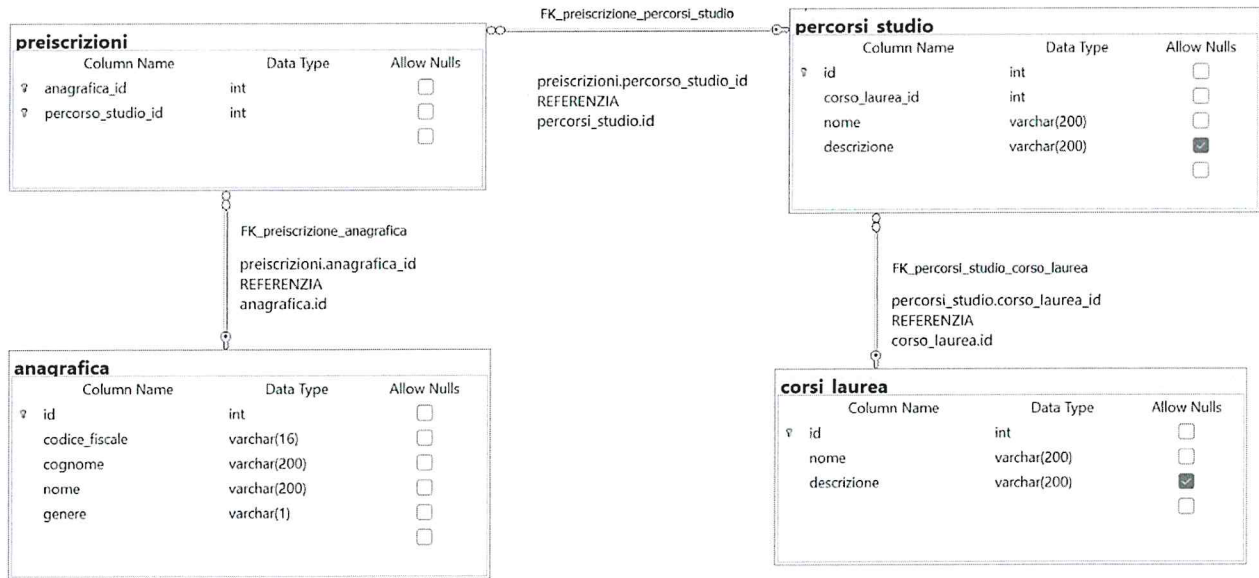 FK_preiscrizione_percorsi_studio
preiscrizioni
Column Name Data Type Allow Nulls
anagrafica_id int
percorso_studio_id int
preiscrizioni.percorso_studio_id
REFERENZIA
percorsi_studio.id
percorsi studio
Column Name Data Type Allow Nulls
id int
corso_laurea_id int
nome varchar(200)
descrizione varchar(200)
FK_preiscrizione_anagrafica
preiscrizioni.anagrafica_id
REFERENZIA
anagrafica.id
FK_percorsi_studio_corso_laurea
percorsi_studio.corso_laurea_id
REFERENZIA
corso_laurea.id
anagrafica
Column Name Data Type Allow Nulls
id int
codice_fiscale varchar(16)
cognome varchar(200)
nome varchar(200)
genere varchar(1)
corsi laurea
Column Name Data Type Allow Nulls
id int
nome varchar(200)
descrizione varchar(200)